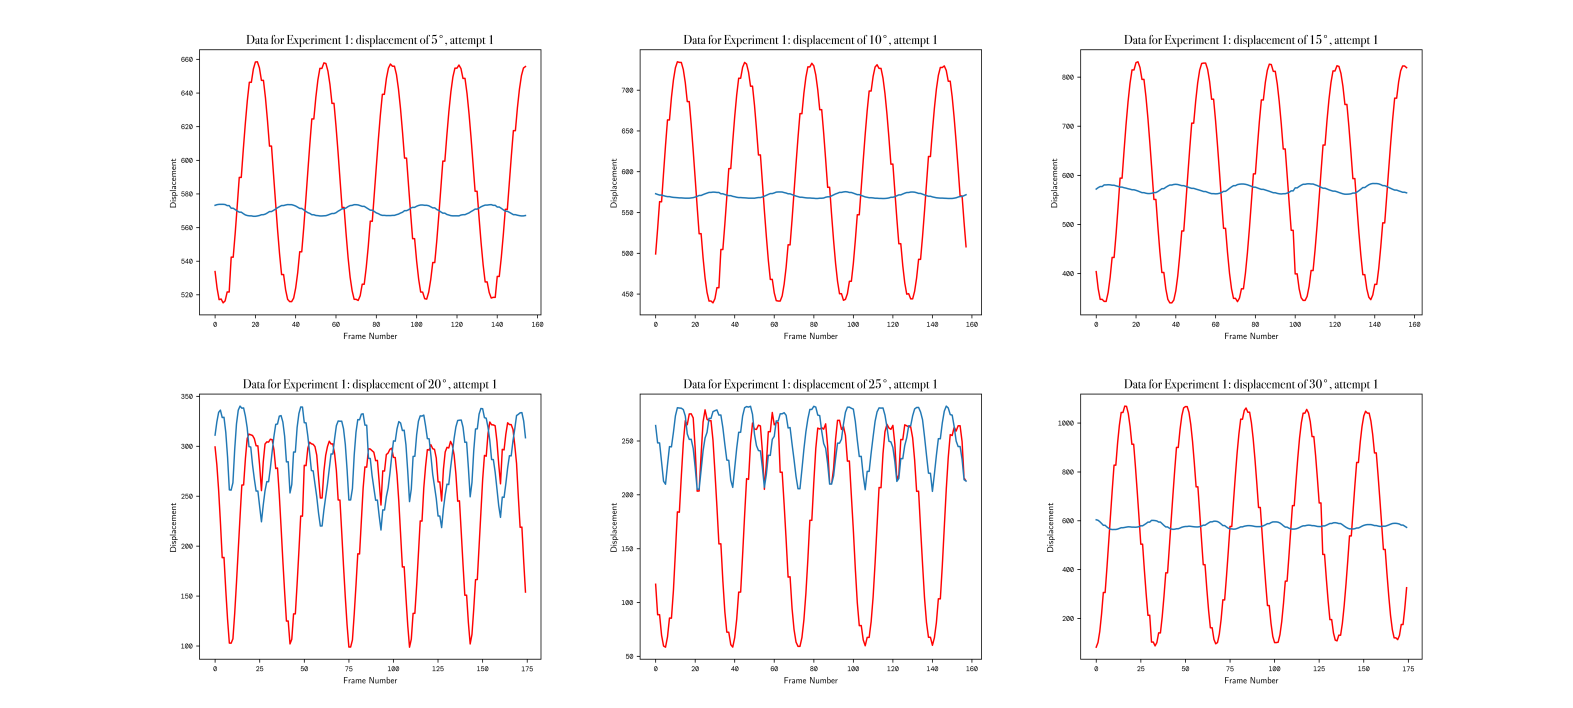 Data for Experiment 1: displacement of 5°, attempt 1
Displacement
660
640
620
600
580
560
540
520
0 20 40 60 80 100 120 140 160
Frame Number
Data for Experiment 1: displacement of 10°, attempt 1
Displacement
700
650
600
550
500
450
0 20 40 60 80 100 120 140 160
Frame Number
Data for Experiment 1: displacement of 15°, attempt 1
Displacement
800
700
600
500
400
0 20 40 60 80 100 120 140 160
Frame Number
Data for Experiment 1: displacement of 20°, attempt 1
Displacement
350
300
250
200
150
100
0 25 50 75 100 125 150 175
Frame Number
Data for Experiment 1: displacement of 25°, attempt 1
Displacement
250
200
150
100
50
0 20 40 60 80 100 120 140 160
Frame Number
Data for Experiment 1: displacement of 30°, attempt 1
Displacement
1000
800
600
400
200
0 25 50 75 100 125 150 175
Frame Number